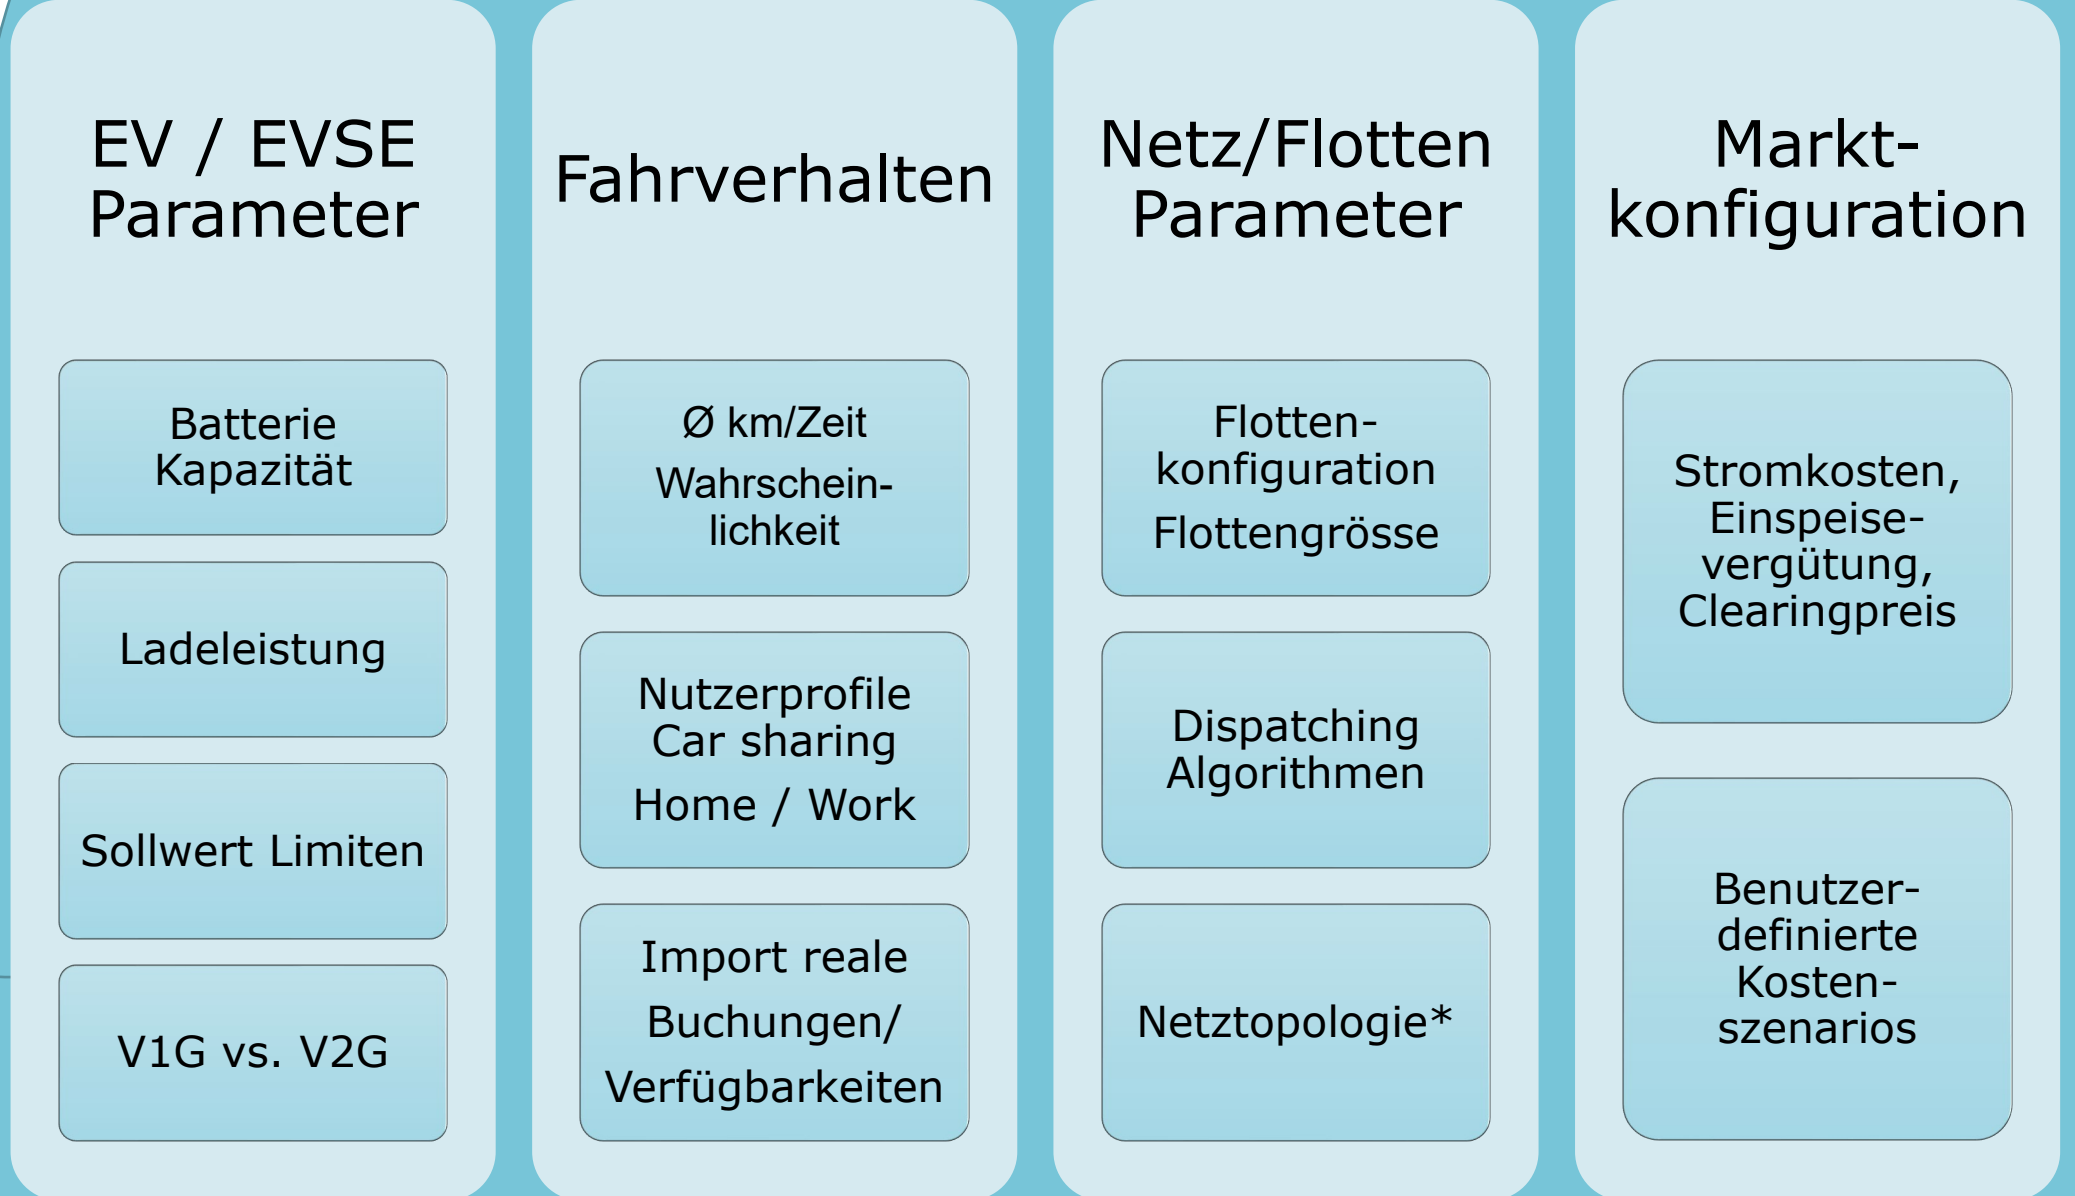 EV / EVSE
Parameter
Batterie
Kapazität
Ladeleistung
Sollwert Limiten
V1G vs. V2G
Fahrverhalten
Ø km/Zeit
Wahrschein-
lichkeit
Nutzerprofile
Car sharing
Home / Work
Import reale
Buchungen/
Verfügbarkeiten
Netz/Flotten
Parameter
Flotten-
konfiguration
Flottengrösse
Dispatching
Algorithmen
Netztopologie*
Markt-
konfiguration
Stromkosten,
Einspeise-
vergütung,
Clearingpreis
Benutzer-
definierte
Kosten-
szenarios